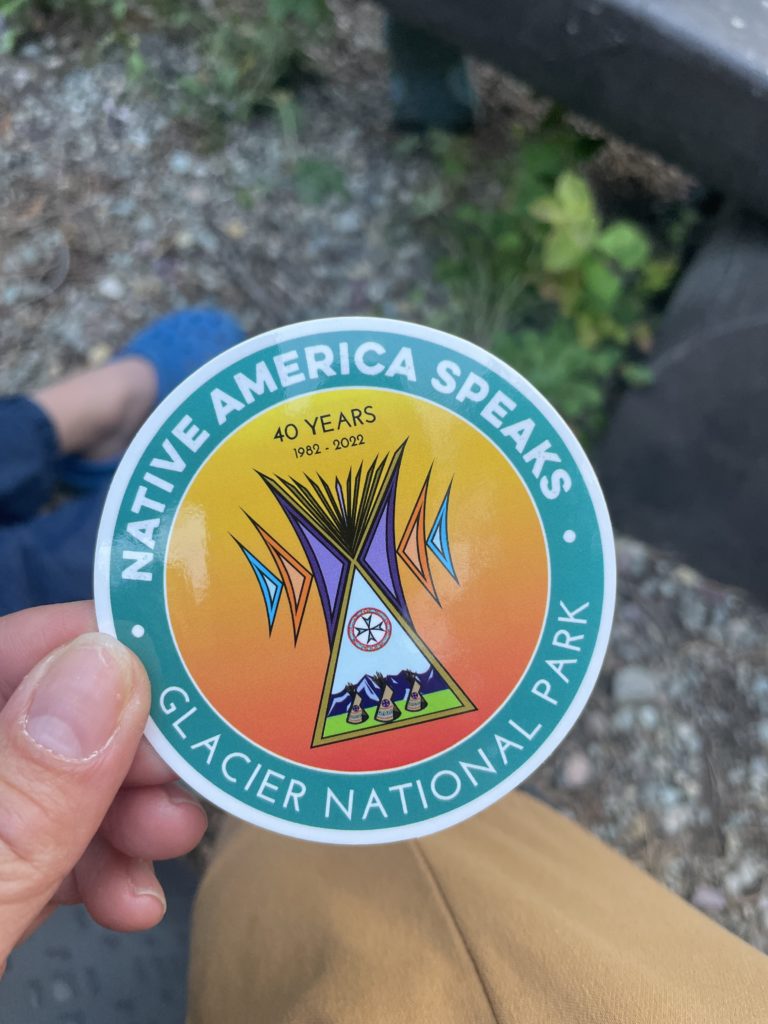 NATIVE AMERICA SPEAKS
40 YEARS
1982 - 2022
GLACIER NATIONAL PARK